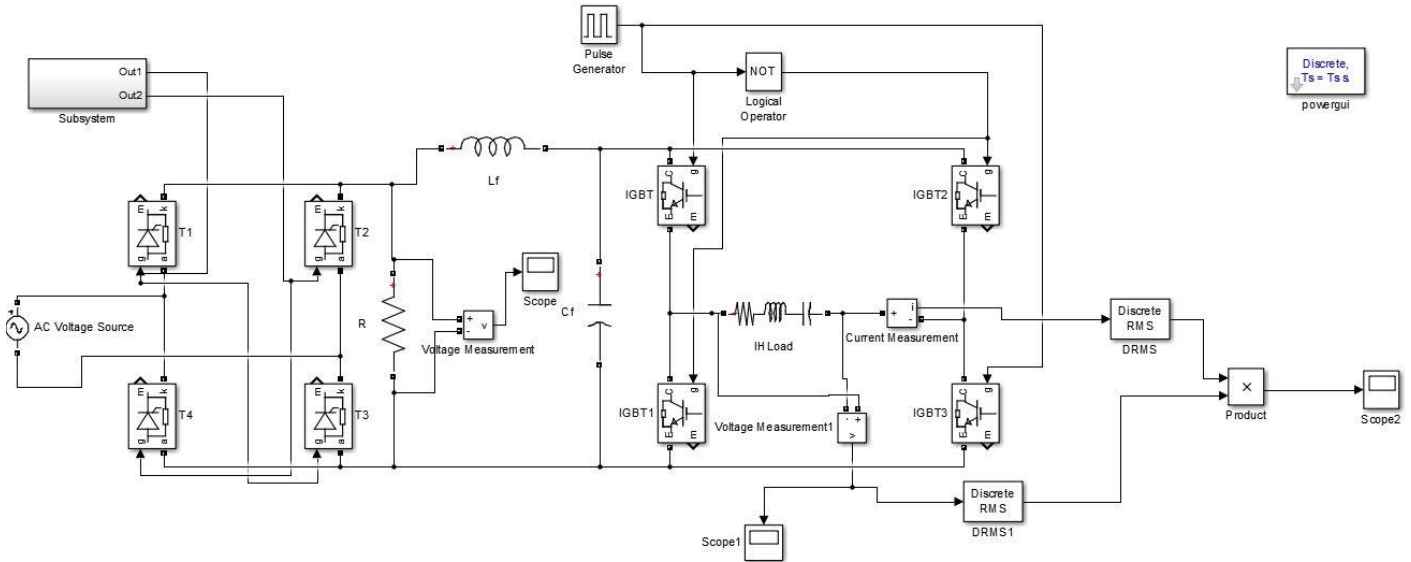 Pulse
Generator
Discrete,
Ts = Ts s.
powergui
Out1
Out2
Subsystem
NOT
Logical
Operator
Lf
IGBT
C
g
E
m
IGBT2
C
g
E
m
T1
m
k
g
a
T2
m
k
g
a
Scope
Cf
R
+
-
v
Voltage Measurement
AC Voltage Source
IH Load
+
i
-
Current Measurement
Discrete
RMS
DRMS
×
Product
Scope2
T4
m
k
g
a
T3
m
k
g
a
IGBT1
C
g
E
m
Voltage Measurement1
-
+
v
IGBT3
C
g
E
m
Discrete
RMS
DRMS1
Scope1